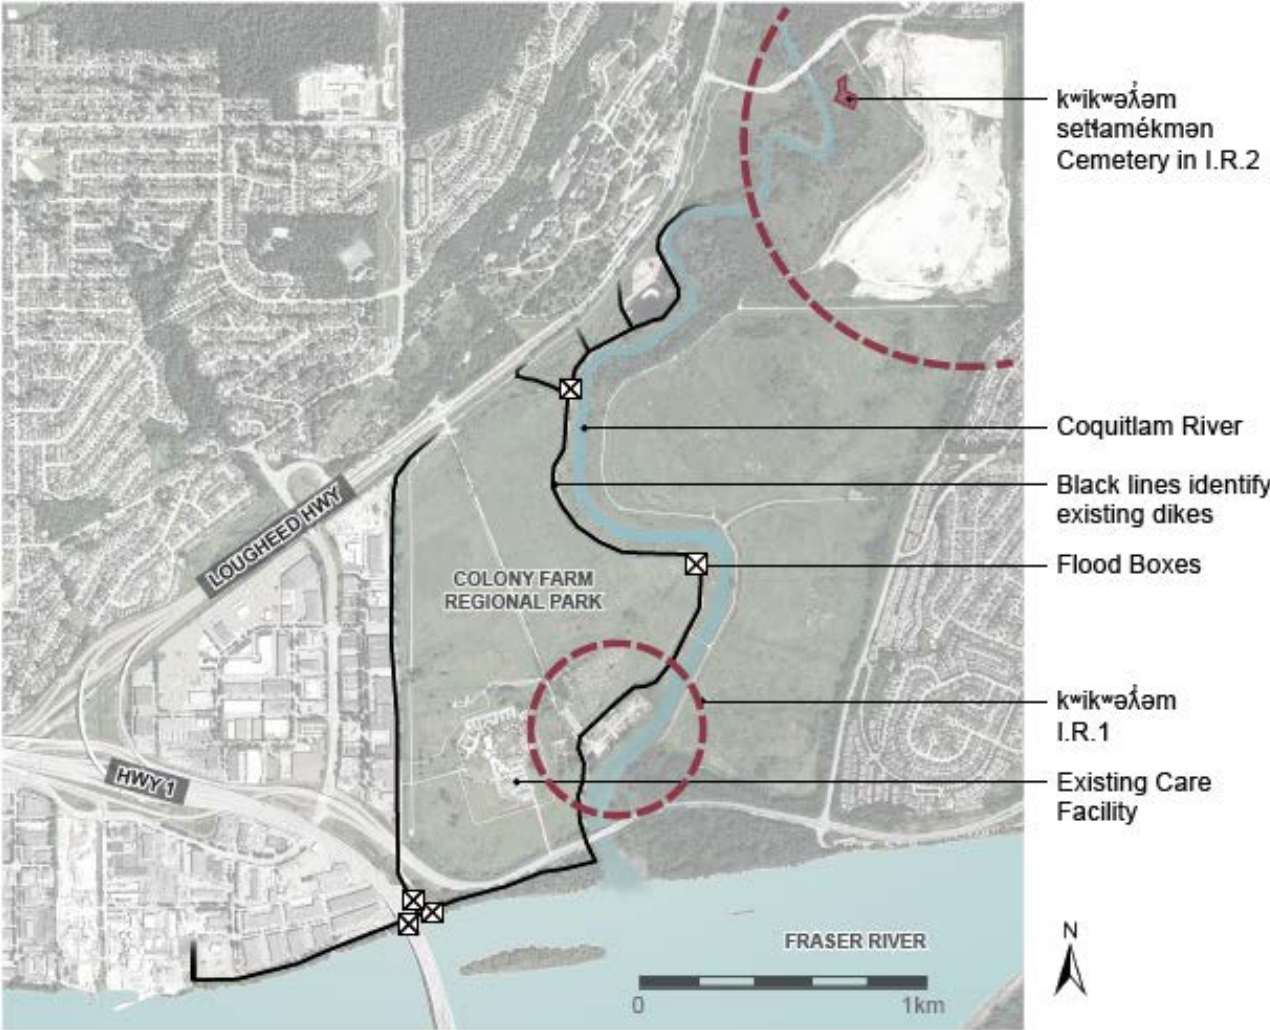 kʷikʷəƛ̓əm
setɬamékmən
Cemetery in I.R.2
Coquitlam River
Black lines identify
existing dikes
LOUGHEED HWY
Flood Boxes
COLONY FARM
REGIONAL PARK
kʷikʷəƛ̓əm
I.R.1
HWY 1
Existing Care
Facility
FRASER RIVER
N
0
1km